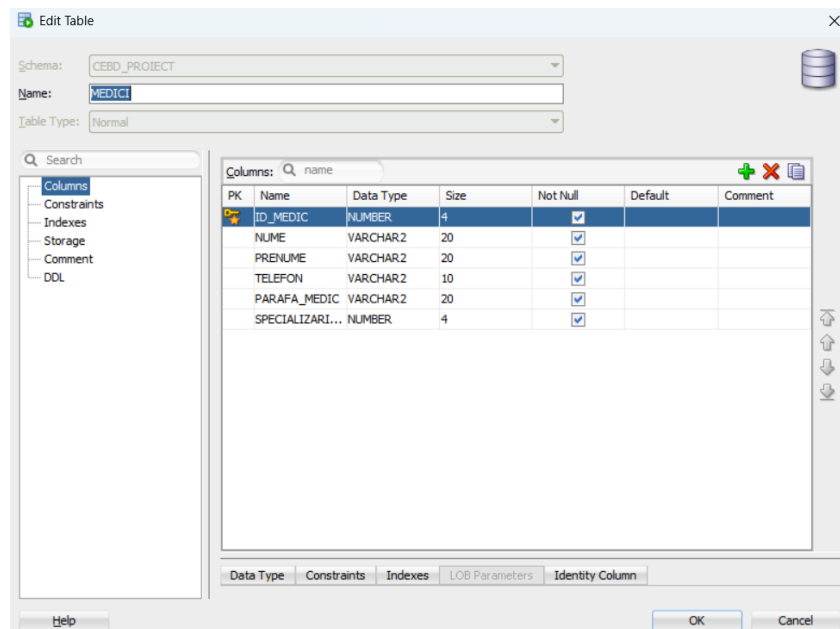 Edit Table
Schema: CEBD_PROIECT
Name: MEDICI
Table Type: Normal
Search
Columns
Constraints
Indexes
Storage
Comment
DDL
Columns: name
PK Name Data Type Size Not Null Default Comment
ID_MEDIC NUMBER 4
NUME VARCHAR2 20
PRENUME VARCHAR2 20
TELEFON VARCHAR2 10
PARAFA_MEDIC VARCHAR2 20
SPECIALIZARI... NUMBER 4
Data Type Constraints Indexes LOB Parameters Identity Column
Help OK Cancel